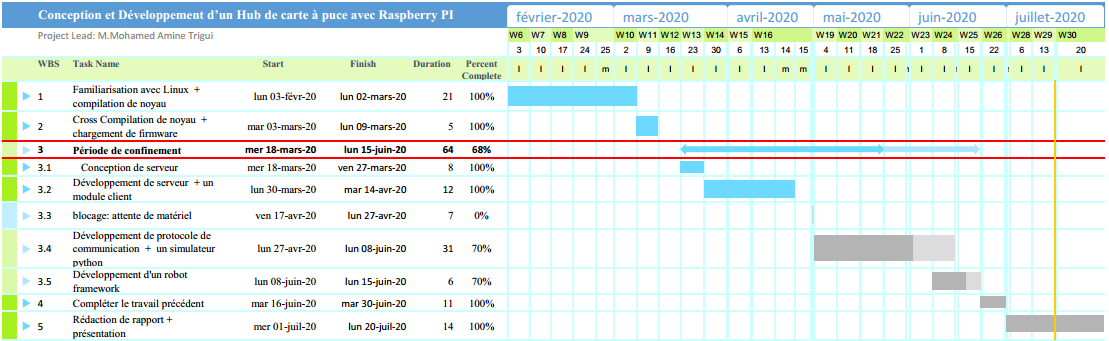 Conception et Développement d'un Hub de carte à puce avec Raspberry PI
février-2020 mars-2020 avril-2020 mai-2020 juin-2020 juillet-2020
Project Lead: M.Mohamed Amine Trigui
W6 W7 W8 W9 W10 W11 W12 W13 W14 W15 W16 W19 W20 W21 W22 W23 W24 W25 W26 W28 W29 W30
3 10 17 24 25 2 9 16 23 30 6 13 14 15 4 11 18 25 1 8 15 22 6 13 20
WBS Task Name Start Finish Duration Percent Complete
1 Familiarisation avec Linux + compilation de noyau lun 03-févr-20 lun 02-mars-20 21 100%
2 Cross Compilation de noyau + chargement de firmware mar 03-mars-20 lun 09-mars-20 5 100%
3 Période de confinement mer 18-mars-20 lun 15-juin-20 64 68%
3.1 Conception de serveur mer 18-mars-20 ven 27-mars-20 8 100%
3.2 Développement de serveur + un module client lun 30-mars-20 mar 14-avr-20 12 100%
3.3 blocage: attente de matériel ven 17-avr-20 lun 27-avr-20 7 0%
3.4 Développement de protocole de communication + un simulateur python lun 27-avr-20 lun 08-juin-20 31 70%
3.5 Développement d'un robot framework lun 08-juin-20 lun 15-juin-20 6 70%
4 Compléter le travail précédent mar 16-juin-20 mar 30-juin-20 11 100%
5 Rédaction de rapport + présentation mer 01-juil-20 lun 20-juil-20 14 100%